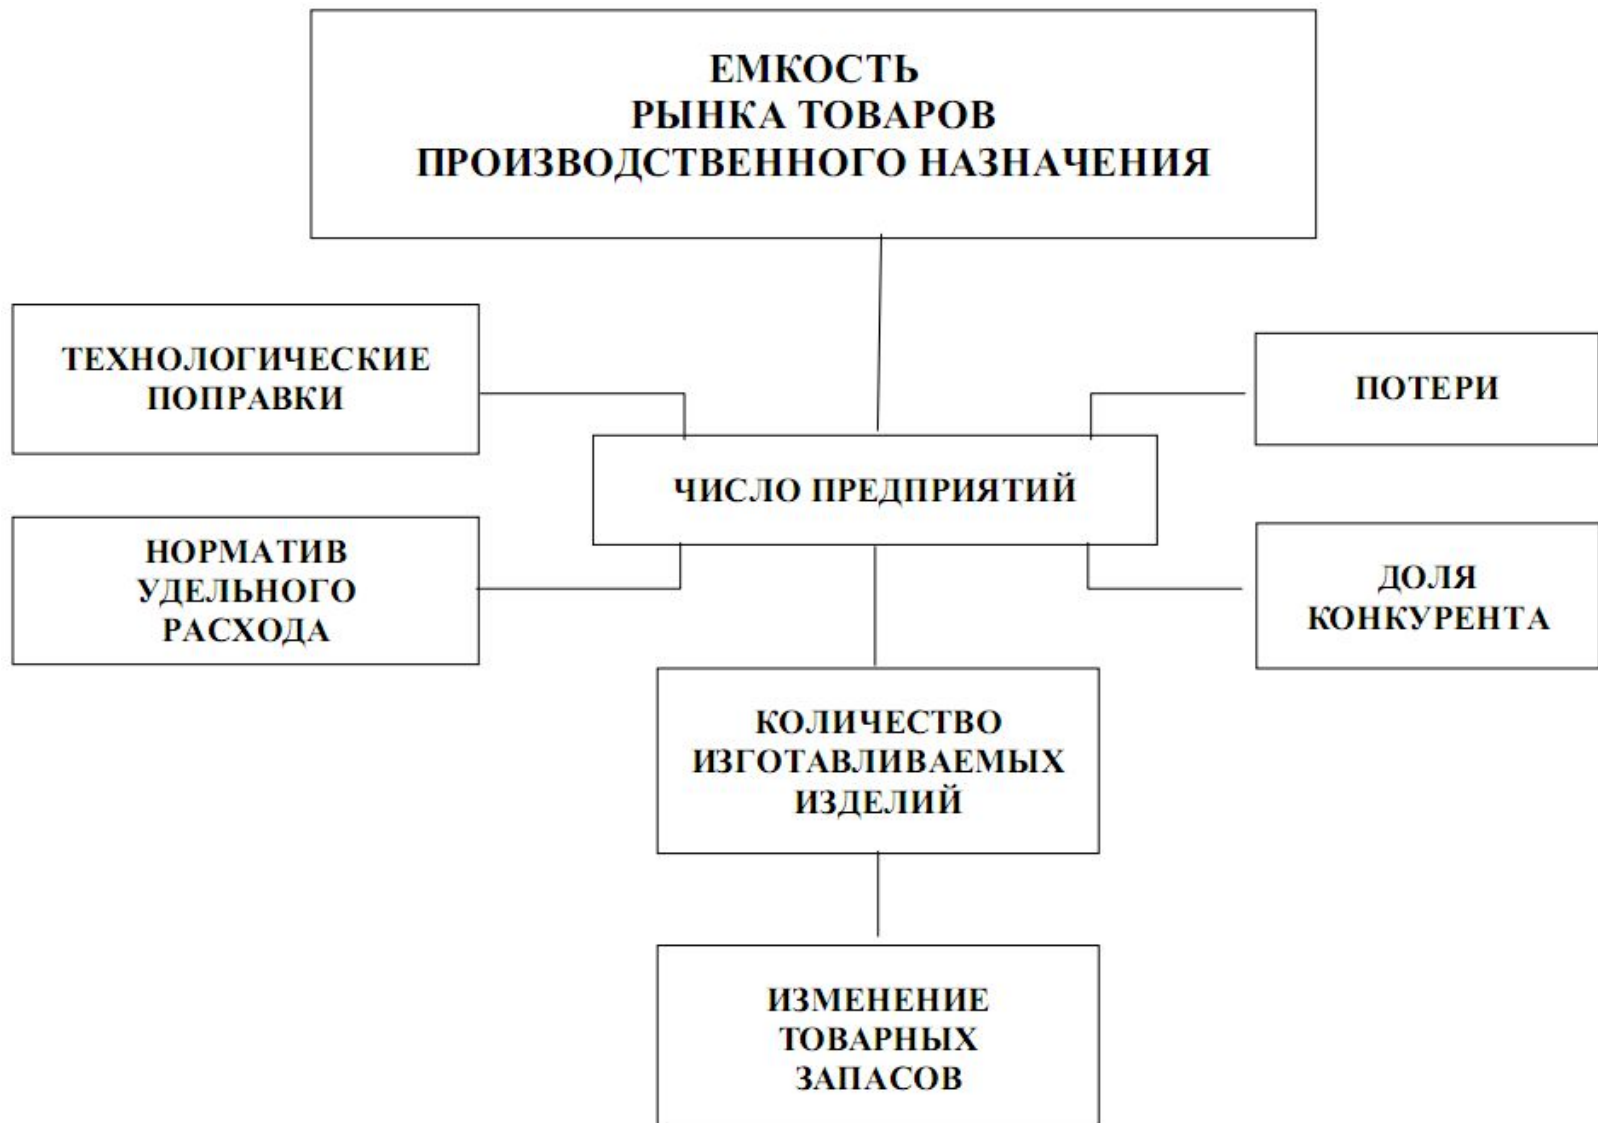 ЕМКОСТЬ
РЫНКА ТОВАРОВ
ПРОИЗВОДСТВЕННОГО НАЗНАЧЕНИЯ
ТЕХНОЛОГИЧЕСКИЕ
ПОПРАВКИ
ПОТЕРИ
ЧИСЛО ПРЕДПРИЯТИЙ
НОРМАТИВ
УДЕЛЬНОГО
РАСХОДА
ДОЛЯ
КОНКУРЕНТА
КОЛИЧЕСТВО
ИЗГОТАВЛИВАЕМЫХ
ИЗДЕЛИЙ
ИЗМЕНЕНИЕ
ТОВАРНЫХ
ЗАПАСОВ